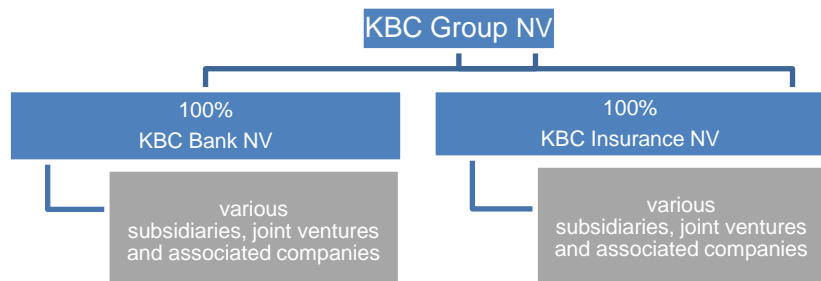 KBC Group NV
100%
KBC Bank NV
100%
KBC Insurance NV
various
subsidiaries, joint ventures
and associated companies
various
subsidiaries, joint ventures
and associated companies